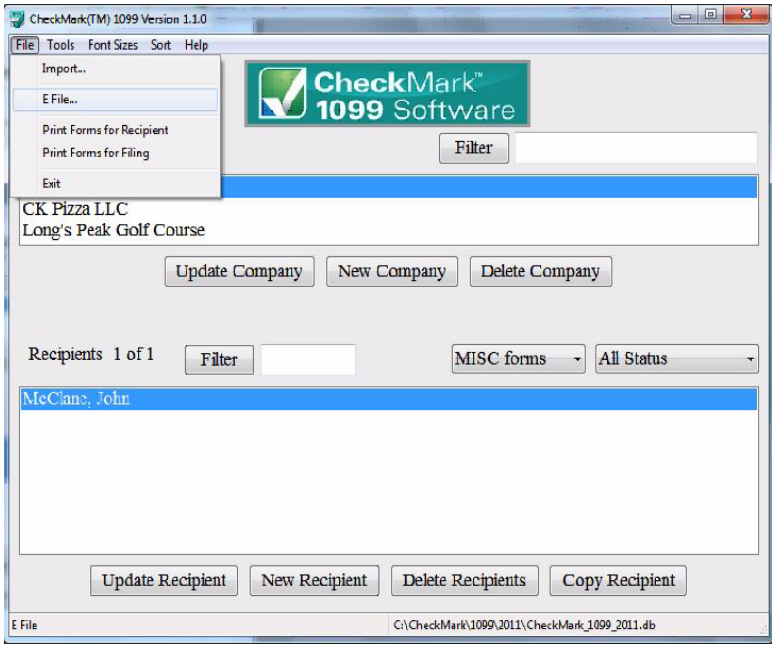 CheckMark(TM) 1099 Version 1.1.0
File Tools Font Sizes Sort Help
Import...
E File...
Print Forms for Recipient
Print Forms for Filing
Exit
CheckMark™
1099 Software
Filter
CK Pizza LLC
Long's Peak Golf Course
Update Company New Company Delete Company
Recipients 1 of 1 Filter MISC forms All Status
McClane, John
Update Recipient New Recipient Delete Recipients Copy Recipient
E File C:\CheckMark\1099\2011\CheckMark_1099_2011.db